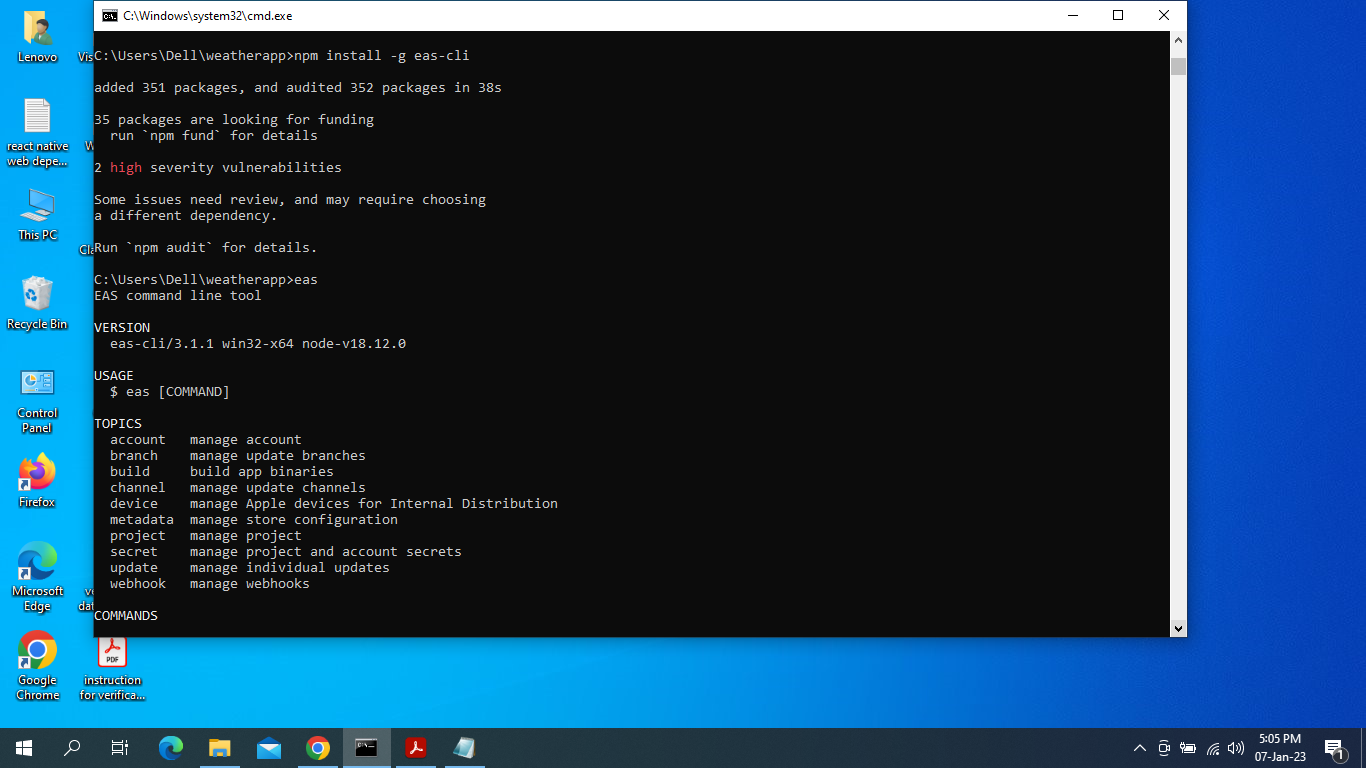 C:\Windows\system32\cmd.exe
C:\Users\Dell\weatherapp>npm install -g eas-cli
added 351 packages, and audited 352 packages in 38s
35 packages are looking for funding
run `npm fund` for details
2 high severity vulnerabilities
Some issues need review, and may require choosing
a different dependency.
Run `npm audit` for details.
C:\Users\Dell\weatherapp>eas
EAS command line tool
VERSION
eas-cli/3.1.1 win32-x64 node-v18.12.0
USAGE
$ eas [COMMAND]
TOPICS
account manage account
branch manage update branches
build build app binaries
channel manage update channels
device manage Apple devices for Internal Distribution
metadata manage store configuration
project manage project
secret manage project and account secrets
update manage individual updates
webhook manage webhooks
COMMANDS
Lenovo
react native
web depe...
This PC
Recycle Bin
Control
Panel
Firefox
Microsoft
Edge
Google
Chrome
PDF
instruction
for verifica...
5:05 PM
07-Jan-23
1